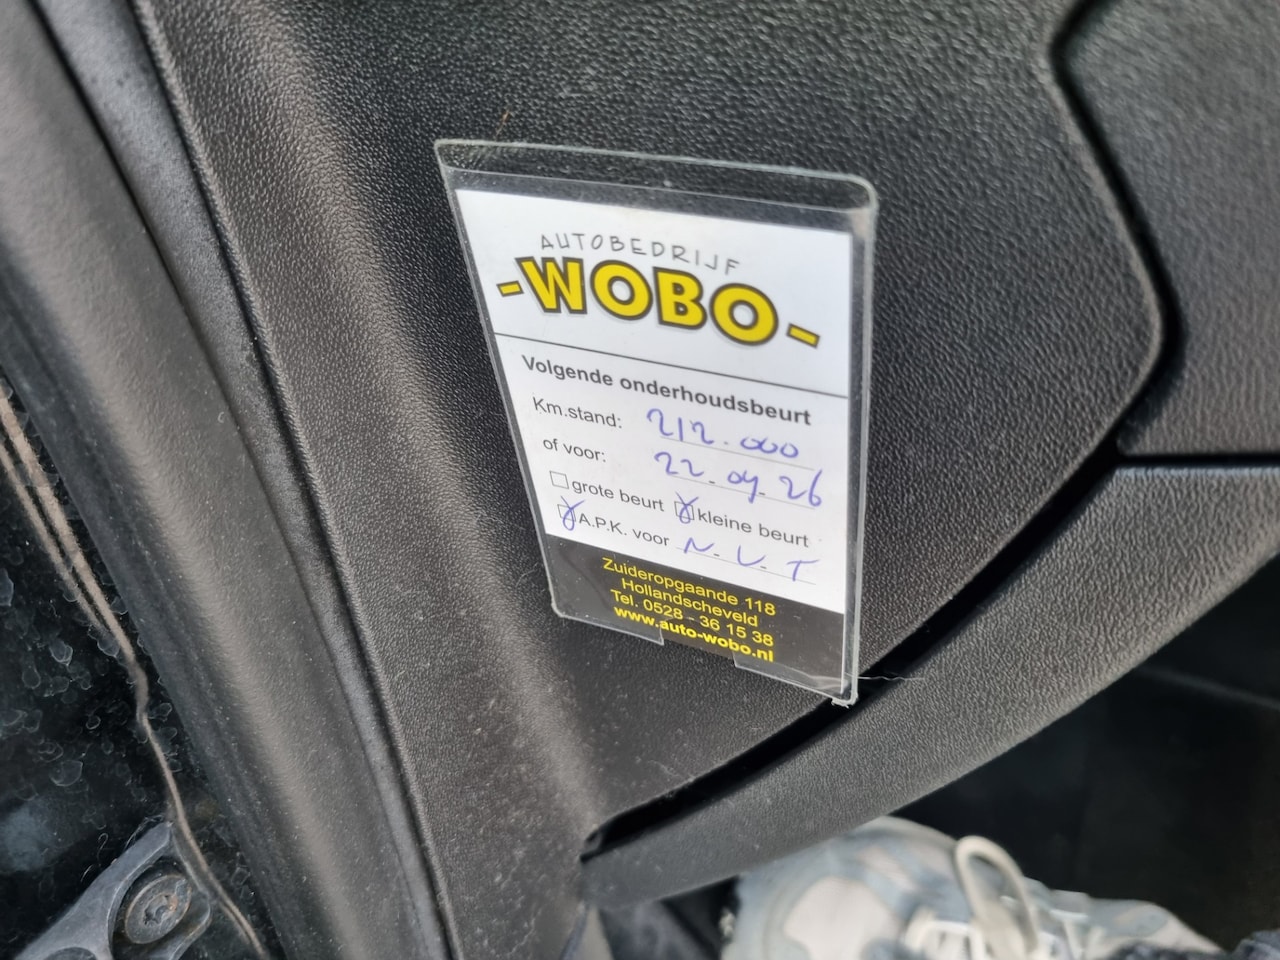 AUTOBEDRIJF
-WOBO-
Volgende onderhoudsbeurt
Km.stand: 212.000
of voor: 22.04.26
grote beurt kleine beurt
A.P.K. voor N.V.T
Zuideropgaande 118
Hollandscheveld
Tel. 0528 - 36 15 38
www.auto-wobo.nl